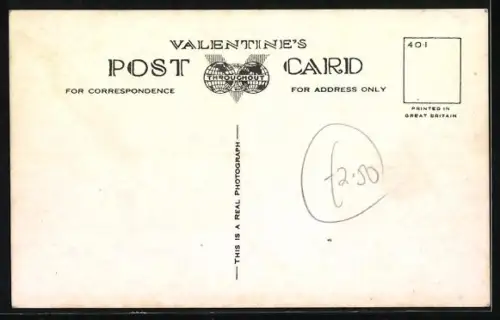 VALENTINE'S
POST CARD
THROUGHOUT
FOR CORRESPONDENCE
FOR ADDRESS ONLY
401
PRINTED IN
GREAT BRITAIN
THIS IS A REAL PHOTOGRAPH
£2.50